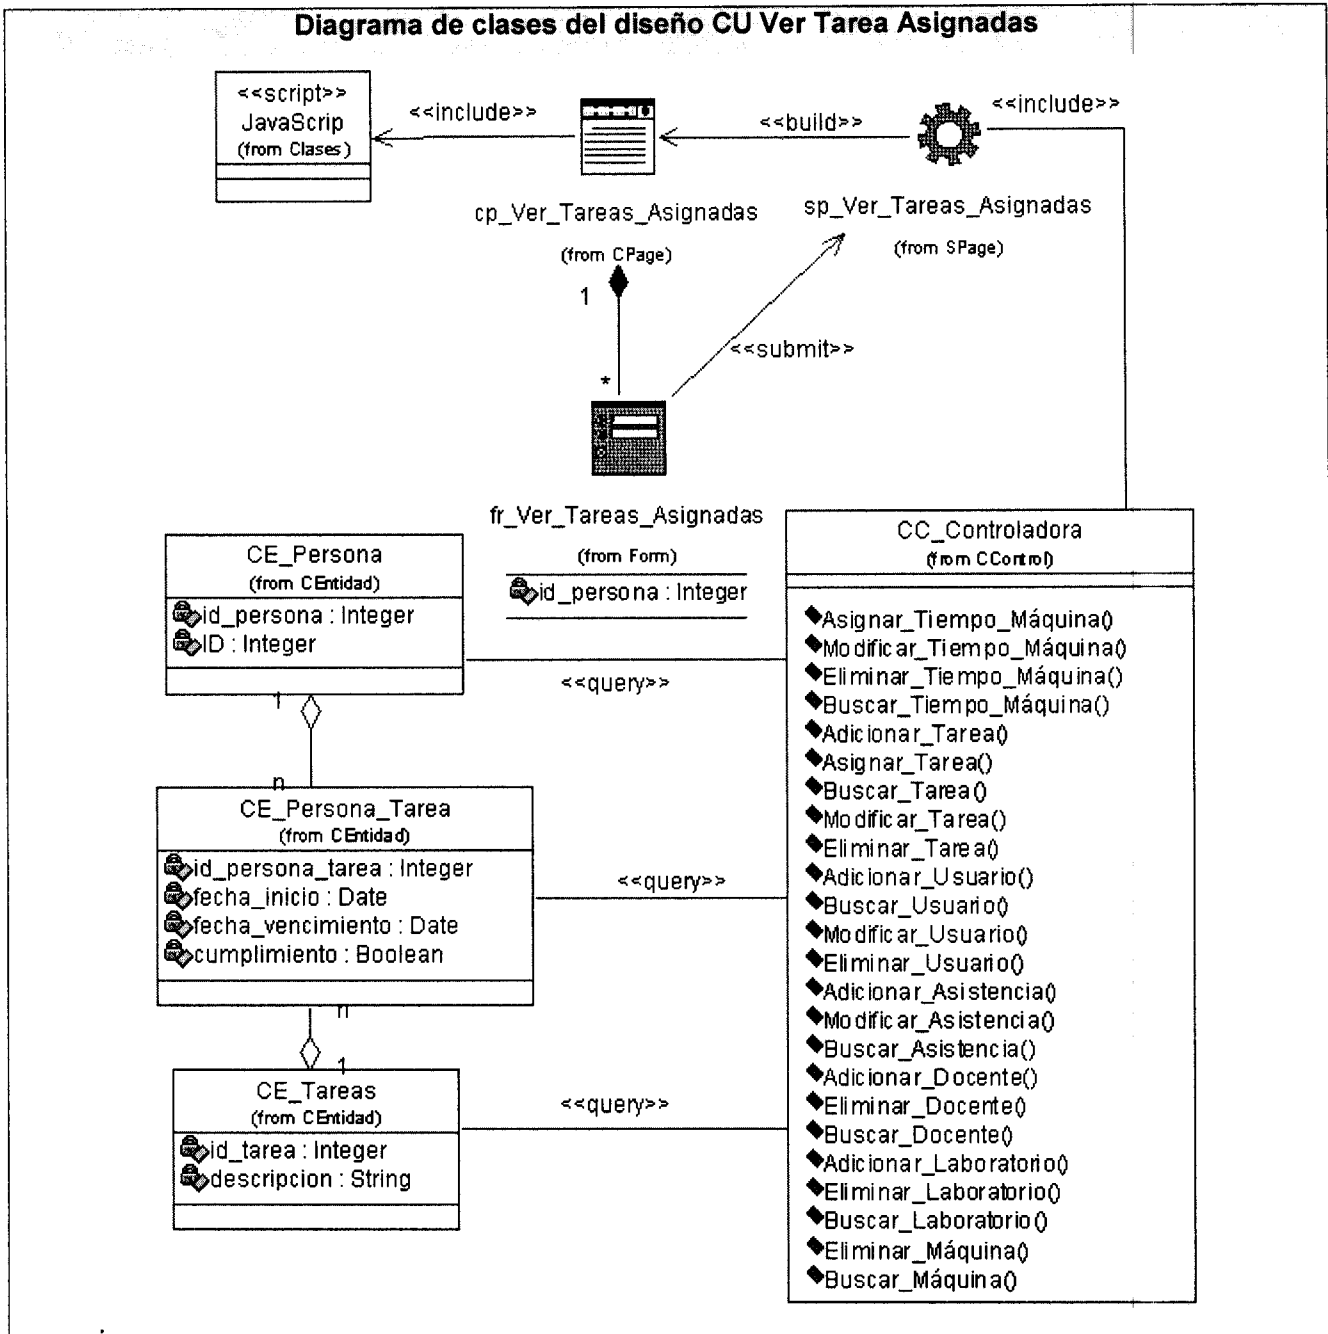 Diagrama de clases del diseño CU Ver Tarea Asignadas
<<script>>
JavaScrip
(from Clases)
<<include>>
<<build>>
<<include>>
cp_Ver_Tareas_Asignadas
(from CPage)
sp_Ver_Tareas_Asignadas
(from SPage)
1
<<submit>>
*
fr_Ver_Tareas_Asignadas
(from Form)
id_persona : Integer
CE_Persona
(from CEntidad)
id_persona : Integer
ID : Integer
<<query>>
1
n
CE_Persona_Tarea
(from CEntidad)
id_persona_tarea : Integer
fecha_inicio : Date
fecha_vencimiento : Date
cumplimiento : Boolean
<<query>>
n
1
CE_Tareas
(from CEntidad)
id_tarea : Integer
descripcion : String
<<query>>
CC_Controladora
(from CControl)
Asignar_Tiempo_Máquina()
Modificar_Tiempo_Máquina()
Eliminar_Tiempo_Máquina()
Buscar_Tiempo_Máquina()
Adicionar_Tarea()
Asignar_Tarea()
Buscar_Tarea()
Modificar_Tarea()
Eliminar_Tarea()
Adicionar_Usuario()
Buscar_Usuario()
Modificar_Usuario()
Eliminar_Usuario()
Adicionar_Asistencia()
Modificar_Asistencia()
Buscar_Asistencia()
Adicionar_Docente()
Eliminar_Docente()
Buscar_Docente()
Adicionar_Laboratorio()
Eliminar_Laboratorio()
Buscar_Laboratorio()
Eliminar_Máquina()
Buscar_Máquina()